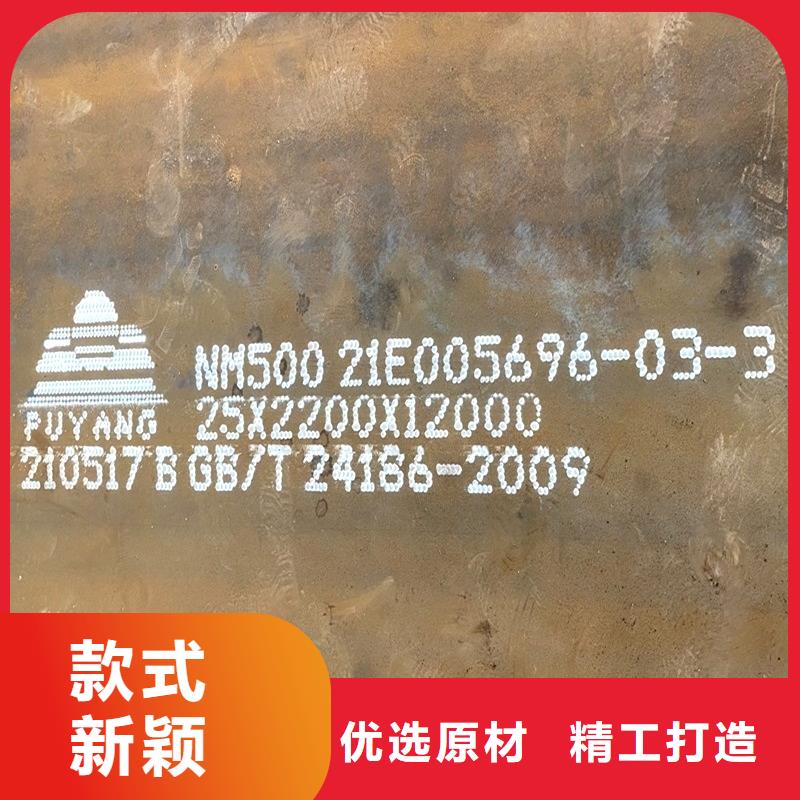 NM500 21E005696-03-3
PUYANG 25X2200X12000
210517B GB/T 24186-2009
款式
新颖
优选原材 精工打造